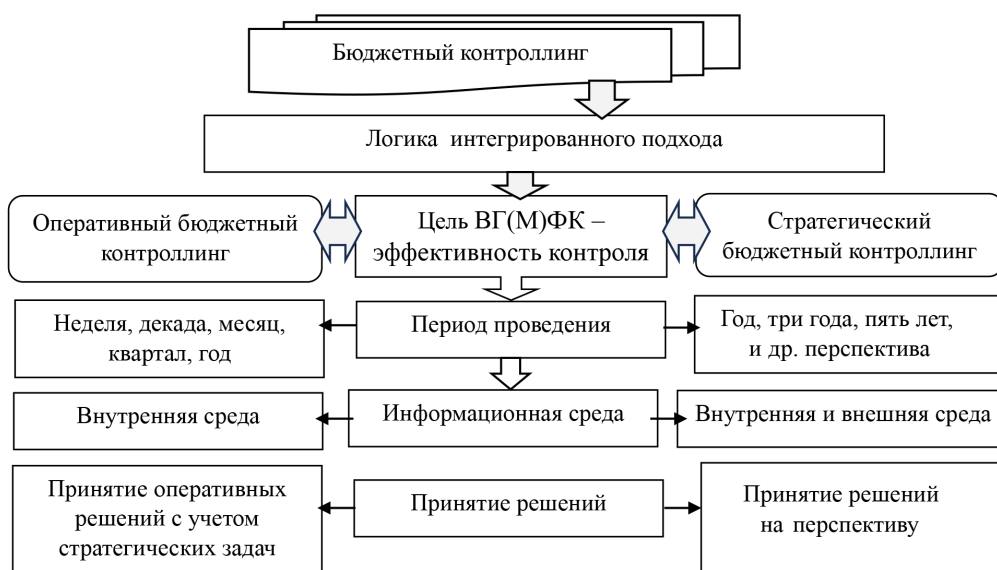 Бюджетный контроллинг
Логика интегрированного подхода
Оперативный бюджетный
контроллинг
Цель ВГ(М)ФК –
эффективность контроля
Стратегический
бюджетный контроллинг
Неделя, декада, месяц,
квартал, год
Период проведения
Год, три года, пять лет,
и др. перспектива
Внутренняя среда
Информационная среда
Внутренняя и внешняя среда
Принятие оперативных
решений с учетом
стратегических задач
Принятие решений
Принятие решений
на перспективу